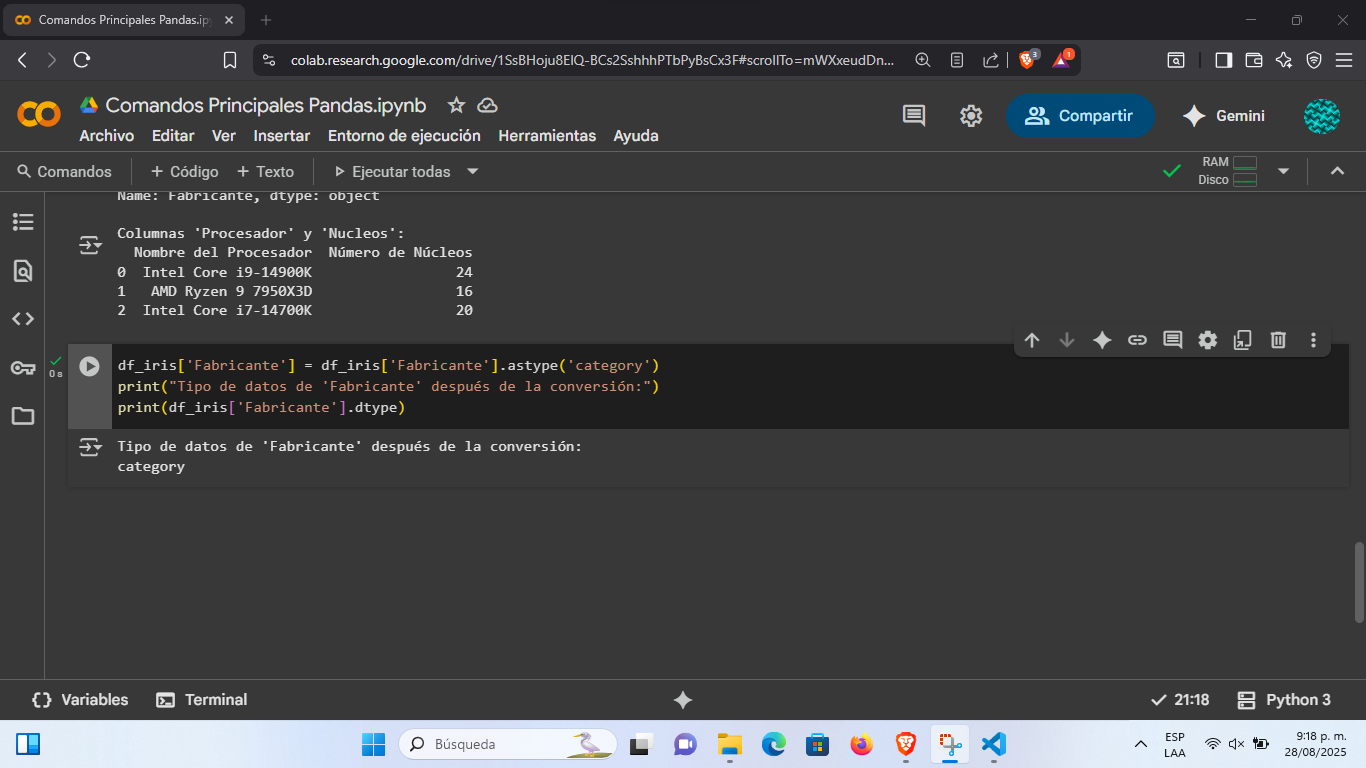 Comandos Principales Pandas.ip
colab.research.google.com/drive/1SsBHoju8ElQ-BCs2SshhhPTbPyBsCx3F#scrollTo=mWXxeudDn...
3
1
Comandos Principales Pandas.ipynb
Archivo Editar Ver Insertar Entorno de ejecución Herramientas Ayuda
Compartir
Gemini
Comandos
+ Código + Texto
Ejecutar todas
RAM
Disco
Name: Fabricante, dtype: object
Columnas 'Procesador' y 'Nucleos':
Nombre del Procesador Número de Núcleos
0 Intel Core i9-14900K 24
1 AMD Ryzen 9 7950X3D 16
2 Intel Core i7-14700K 20
0 s
df_iris['Fabricante'] = df_iris['Fabricante'].astype('category')
print("Tipo de datos de 'Fabricante' después de la conversión:")
print(df_iris['Fabricante'].dtype)
Tipo de datos de 'Fabricante' después de la conversión:
category
{} Variables
Terminal
21:18
Python 3
Búsqueda
ESP
LAA
9:18 p. m.
28/08/2025